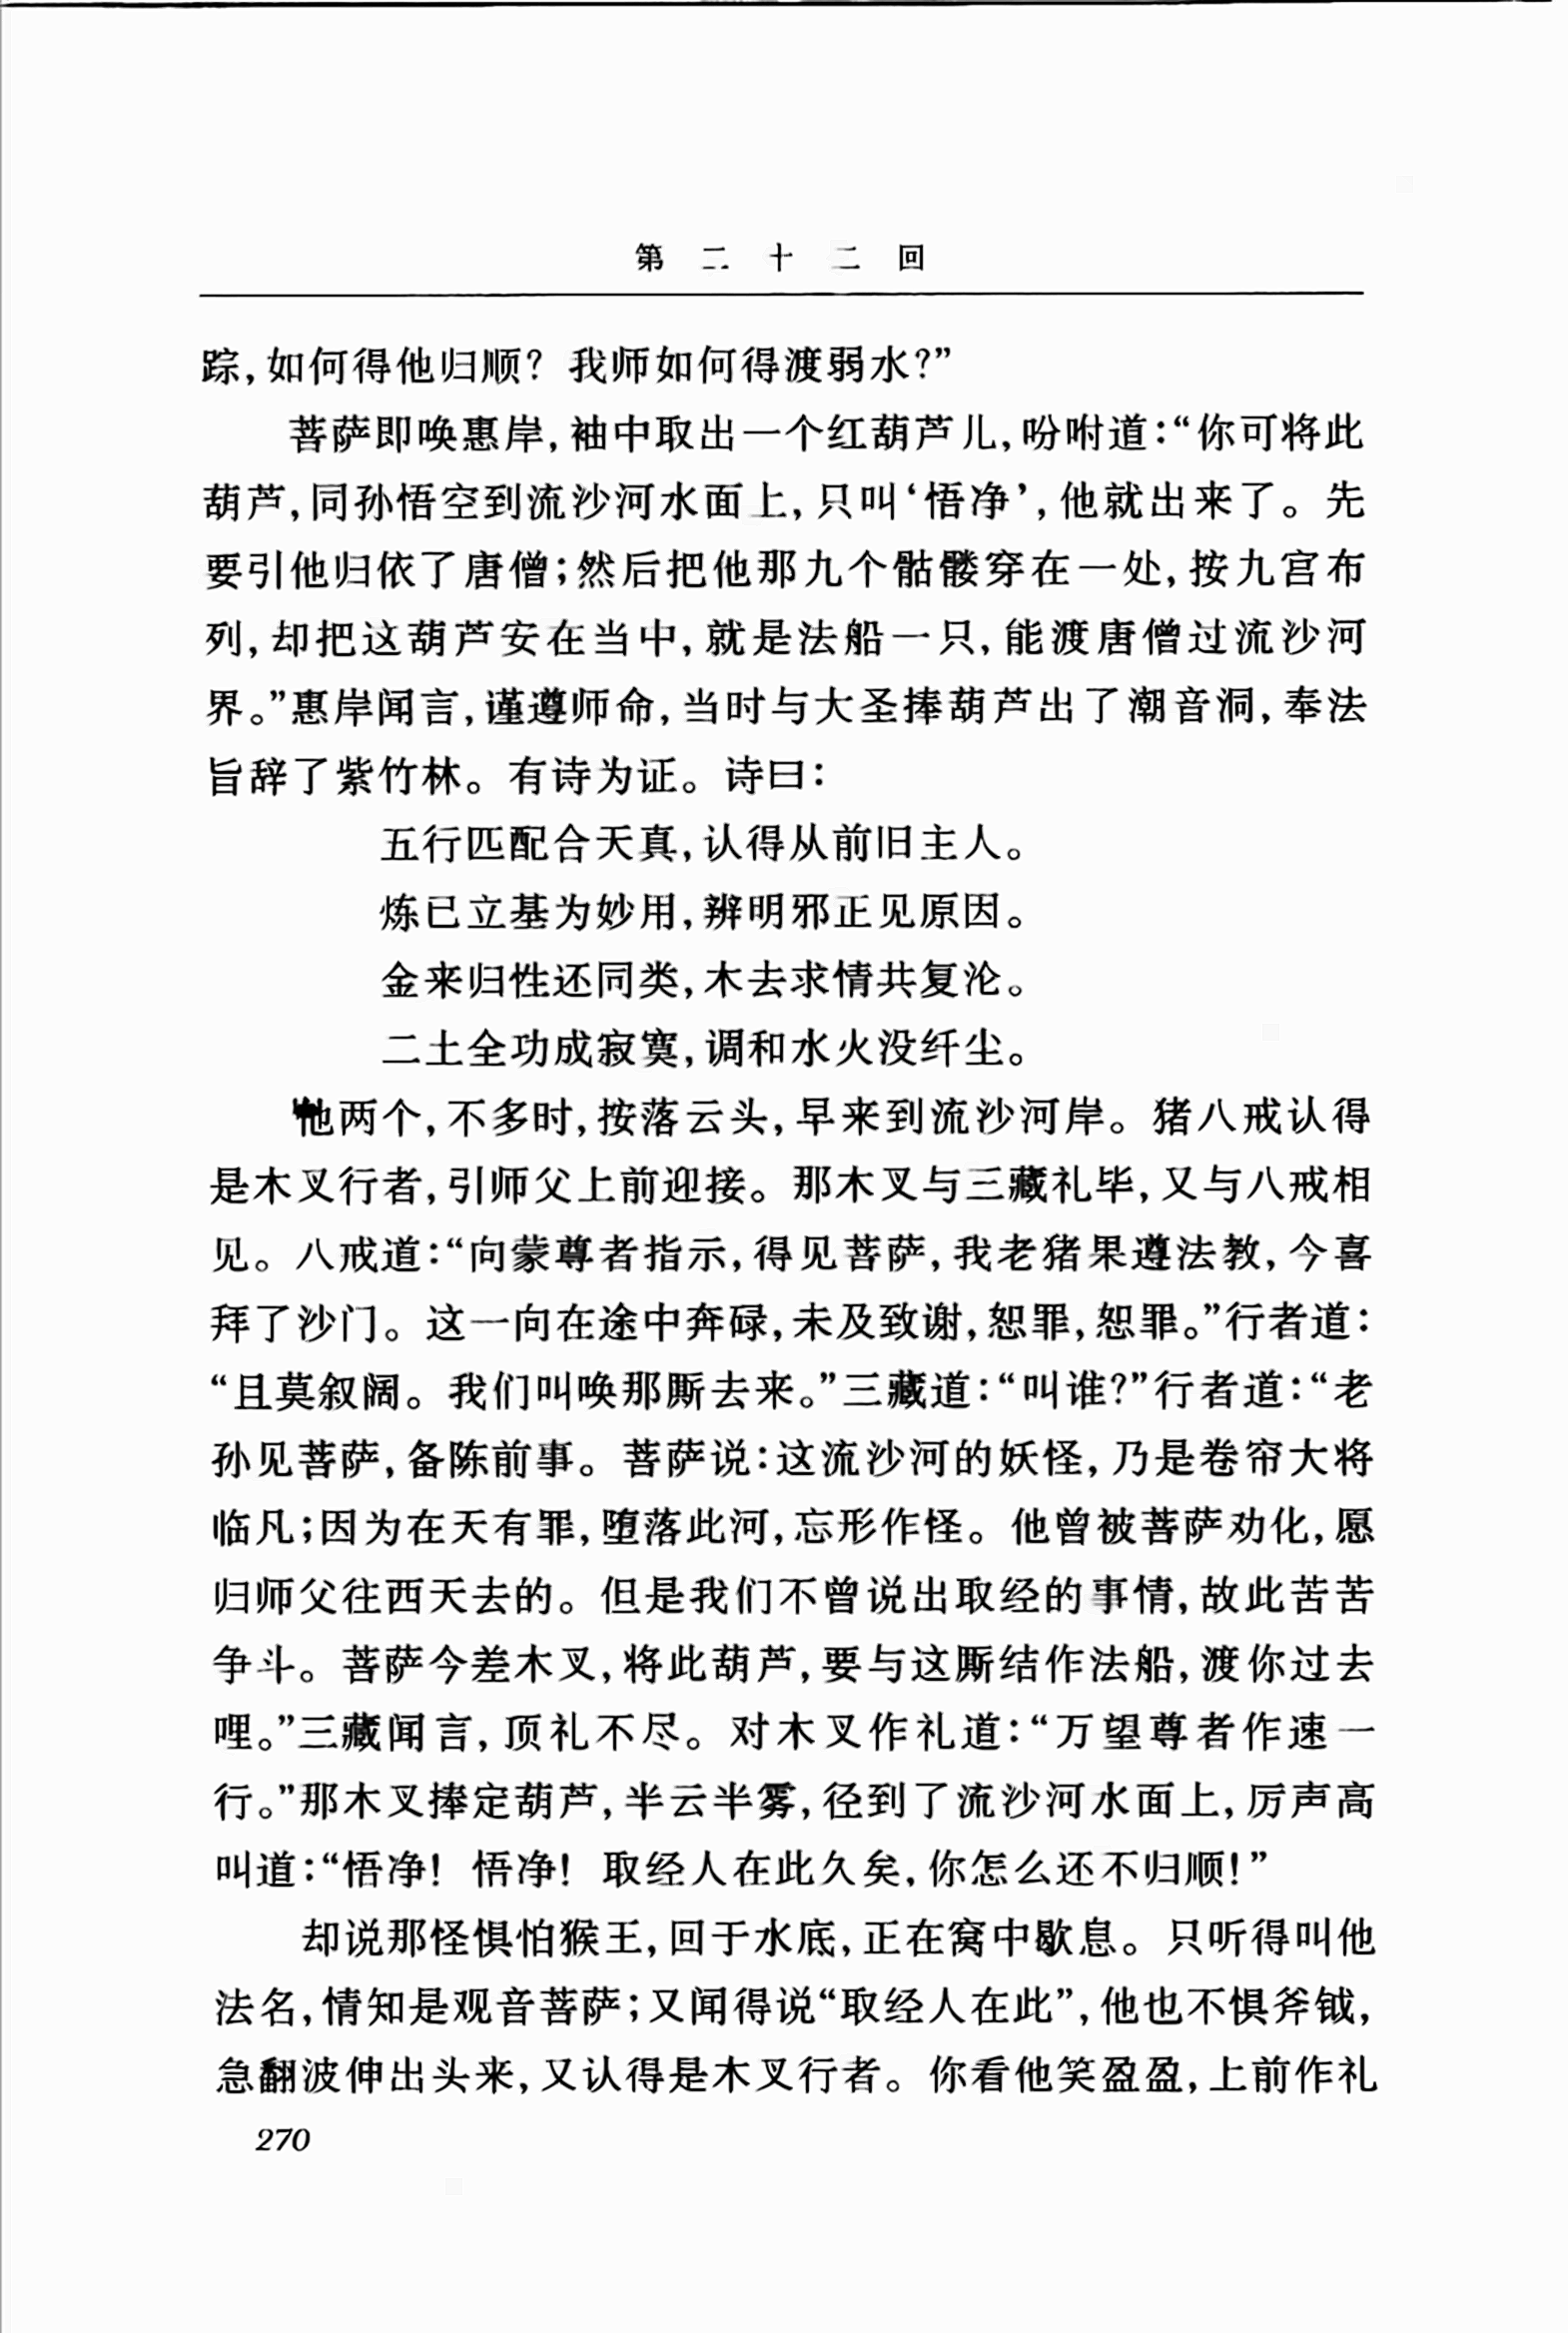 第二十二回
踪,如何得他归顺? 我师如何得渡弱水?”
菩萨即唤惠岸,袖中取出一个红葫芦儿,吩咐道:“你可将此
葫芦,同孙悟空到流沙河水面上,只叫‘悟净’,他就出来了。先
要引他归依了唐僧;然后把他那九个骷髅穿在一处,按九宫布
列,却把这葫芦安在当中,就是法船一只,能渡唐僧过流沙河
界。”惠岸闻言,谨遵师命,当时与大圣捧葫芦出了潮音洞,奉法
旨辞了紫竹林。有诗为证。诗曰:
五行匹配合天真,认得从前旧主人。
炼已立基为妙用,辨明邪正见原因。
金来归性还同类,木去求情共复沦。
二土全功成寂寞,调和水火没纤尘。
他两个,不多时,按落云头,早来到流沙河岸。猪八戒认得
是木叉行者,引师父上前迎接。那木叉与三藏礼毕,又与八戒相
见。八戒道:“向蒙尊者指示,得见菩萨,我老猪果遵法教,今喜
拜了沙门。这一向在途中奔碌,未及致谢,恕罪,恕罪。”行者道:
“且莫叙阔。我们叫唤那厮去来。”三藏道:“叫谁?”行者道:“老
孙见菩萨,备陈前事。菩萨说:这流沙河的妖怪,乃是卷帘大将
临凡;因为在天有罪,堕落此河,忘形作怪。他曾被菩萨劝化,愿
归师父往西天去的。但是我们不曾说出取经的事情,故此苦苦
争斗。菩萨今差木叉,将此葫芦,要与这厮结作法船,渡你过去
哩。”三藏闻言,顶礼不尽。对木叉作礼道:“万望尊者作速一
行。”那木叉捧定葫芦,半云半雾,径到了流沙河水面上,厉声高
叫道:“悟净! 悟净! 取经人在此久矣,你怎么还不归顺!”
却说那怪惧怕猴王,回于水底,正在窝中歇息。只听得叫他
法名,情知是观音菩萨;又闻得说“取经人在此”,他也不惧斧钺,
急翻波伸出头来,又认得是木叉行者。你看他笑盈盈,上前作礼
270